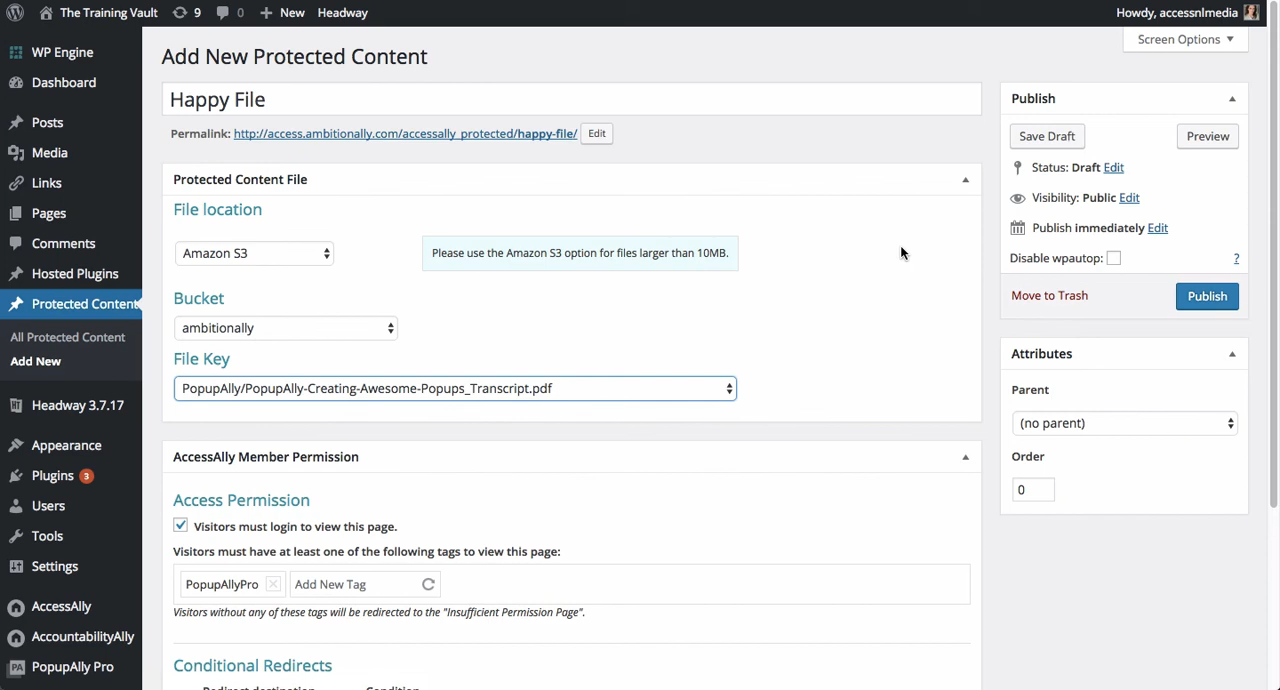 The Training Vault 9 0 New Headway Howdy, accessnlmedia
Screen Options
WP Engine
Dashboard
Posts
Media
Links
Pages
Comments
Hosted Plugins
Protected Content
All Protected Content
Add New
Headway 3.7.17
Appearance
Plugins 3
Users
Tools
Settings
AccessAlly
AccountabilityAlly
PA PopupAlly Pro
Add New Protected Content
Happy File
Permalink: http://access.ambitionally.com/accessally_protected/happy-file/ Edit
Protected Content File
File location
Amazon S3 Please use the Amazon S3 option for files larger than 10MB.
Bucket
ambitionally
File Key
PopupAlly/PopupAlly-Creating-Awesome-Popups_Transcript.pdf
AccessAlly Member Permission
Access Permission
Visitors must login to view this page.
Visitors must have at least one of the following tags to view this page:
PopupAllyPro Add New Tag
Visitors without any of these tags will be redirected to the "Insufficient Permission Page".
Conditional Redirects
Redirect destination Condition
Publish
Save Draft Preview
Status: Draft Edit
Visibility: Public Edit
Publish immediately Edit
Disable wpautop: ?
Move to Trash Publish
Attributes
Parent
(no parent)
Order
0